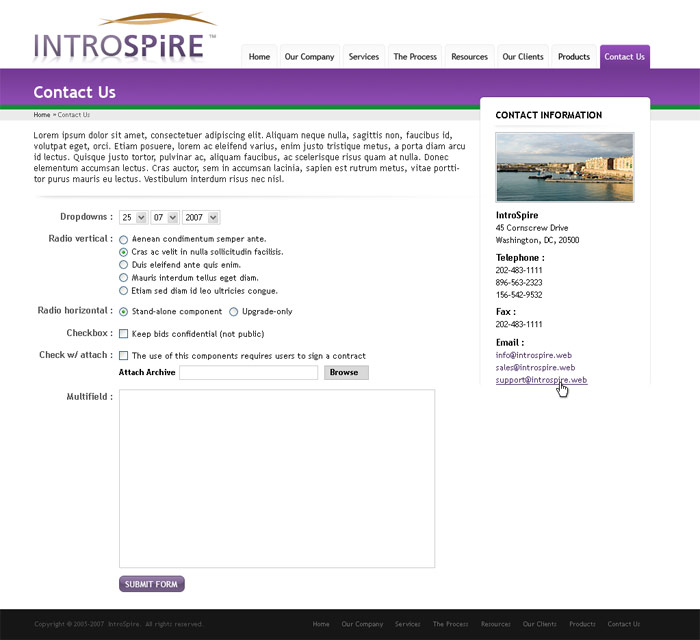 INTROSPiRE™
Home Our Company Services The Process Resources Our Clients Products Contact Us
Contact Us
Home > Contact Us
Lorem ipsum dolor sit amet, consectetuer adipiscing elit. Aliquam neque nulla, sagittis non, faucibus id,
volutpat eget, orci. Etiam posuere, lorem ac eleifend varius, enim justo tristique metus, a porta diam arcu
id lectus. Quisque justo tortor, pulvinar ac, aliquam faucibus, ac scelerisque risus quam at nulla. Donec
elementum accumsan lectus. Cras auctor, sem in accumsan lacinia, sapien est rutrum metus, vitae portti-
tor purus mauris eu lectus. Vestibulum interdum risus nec nisl.
Dropdowns : 25 07 2007
Radio vertical : Aenean condimentum semper ante.
Cras ac velit in nulla sollicitudin facilisis.
Duis eleifend ante quis enim.
Mauris interdum tellus eget diam.
Etiam sed diam id leo ultricies congue.
Radio horizontal : Stand-alone component Upgrade-only
Checkbox : Keep bids confidential (not public)
Check w/ attach : The use of this components requires users to sign a contract
Attach Archive Browse
Multifield :
SUBMIT FORM
CONTACT INFORMATION
IntroSpire
45 Cornscrew Drive
Washington, DC, 20500
Telephone :
202-483-1111
896-563-2323
156-542-9532
Fax :
202-483-1111
Email :
info@introspire.web
sales@introspire.web
support@introspire.web
Copyright © 2005-2007 IntroSpire. All rights reserved.
Home Our Company Services The Process Resources Our Clients Products Contact Us